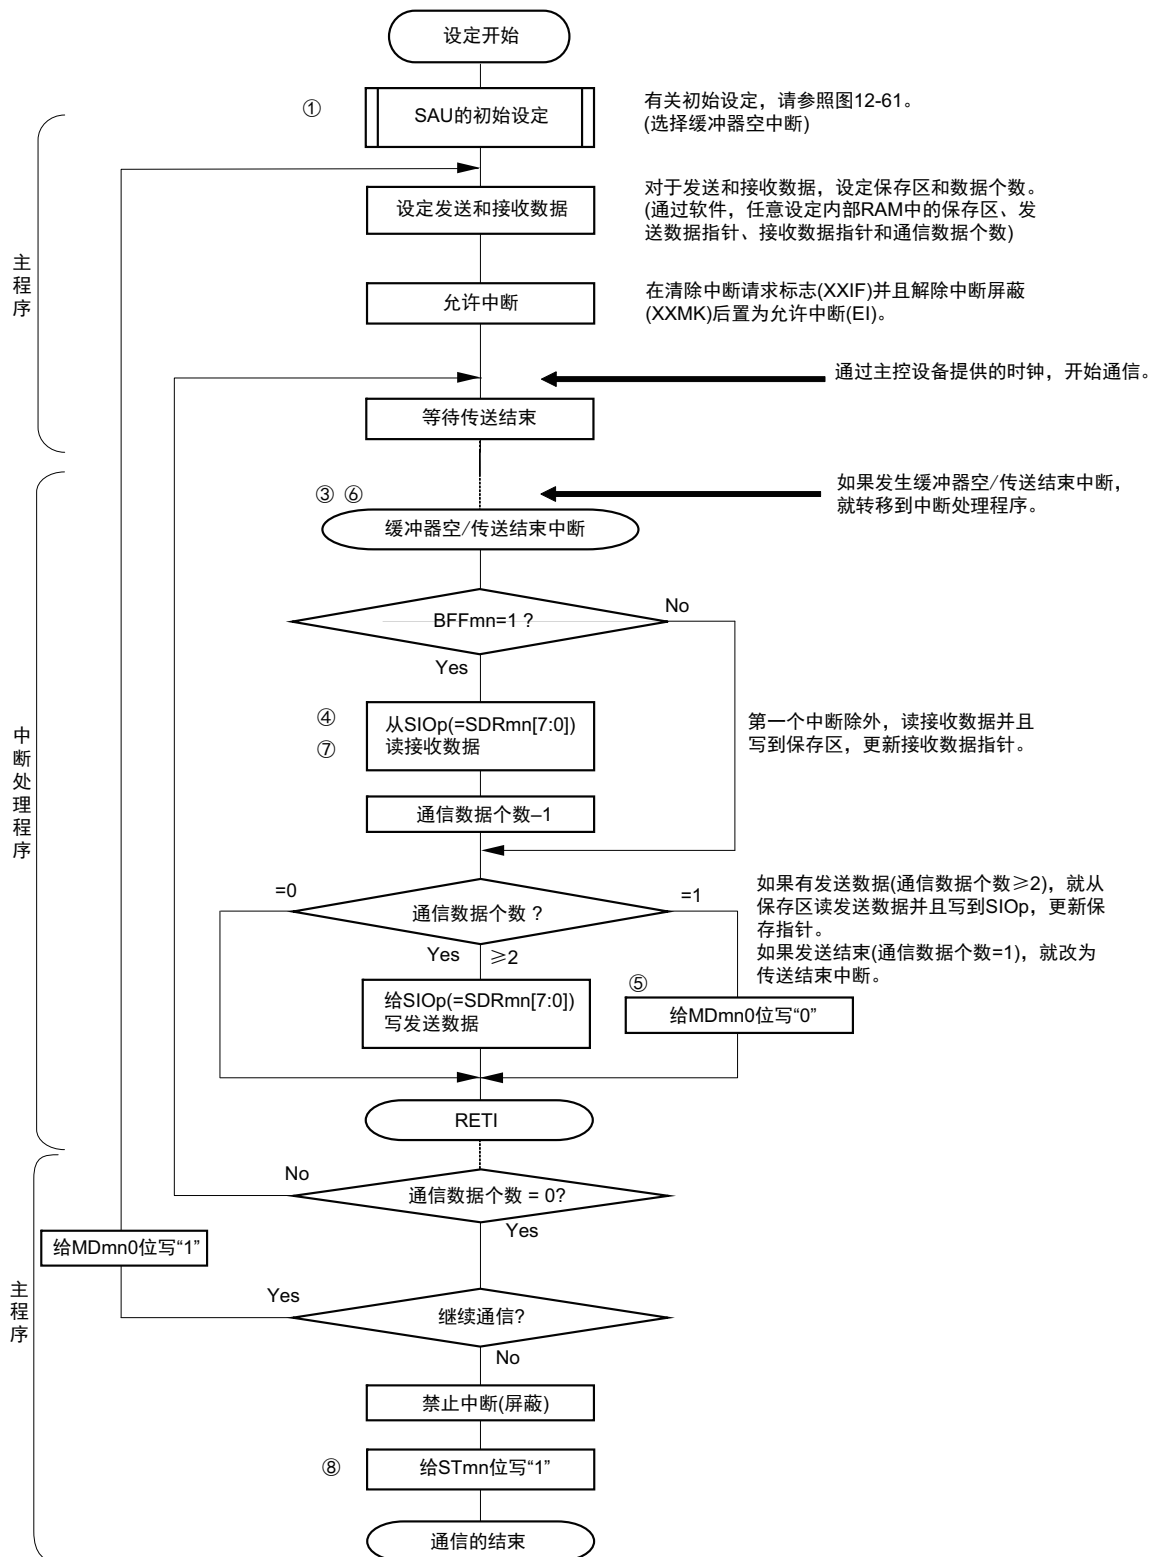 设定开始
①
SAU的初始设定
有关初始设定，请参照图12-61。
(选择缓冲器空中断)
设定发送和接收数据
对于发送和接收数据，设定保存区和数据个数。
(通过软件，任意设定内部RAM中的保存区、发
送数据指针、接收数据指针和通信数据个数)
主程序
允许中断
在清除中断请求标志(XXIF)并且解除中断屏蔽
(XXMK)后置为允许中断(EI)。
通过主控设备提供的时钟，开始通信。
等待传送结束
③ ⑥
如果发生缓冲器空/传送结束中断，
就转移到中断处理程序。
缓冲器空/传送结束中断
BFFmn=1 ?
No
Yes
④
⑦
从SIOp(=SDRmn[7:0])
读接收数据
第一个中断除外，读接收数据并且
写到保存区，更新接收数据指针。
中断处理程序
通信数据个数–1
=0
通信数据个数 ?
=1
如果有发送数据(通信数据个数≥2)，就从
保存区读发送数据并且写到SIOp，更新保
存指针。
如果发送结束(通信数据个数=1)，就改为
传送结束中断。
Yes ≥2
⑤
给SIOp(=SDRmn[7:0])
写发送数据
给MDmn0位写“0”
RETI
No
通信数据个数 = 0?
Yes
给MDmn0位写“1”
主程序
Yes
继续通信?
No
禁止中断(屏蔽)
⑧
给STmn位写“1”
通信的结束